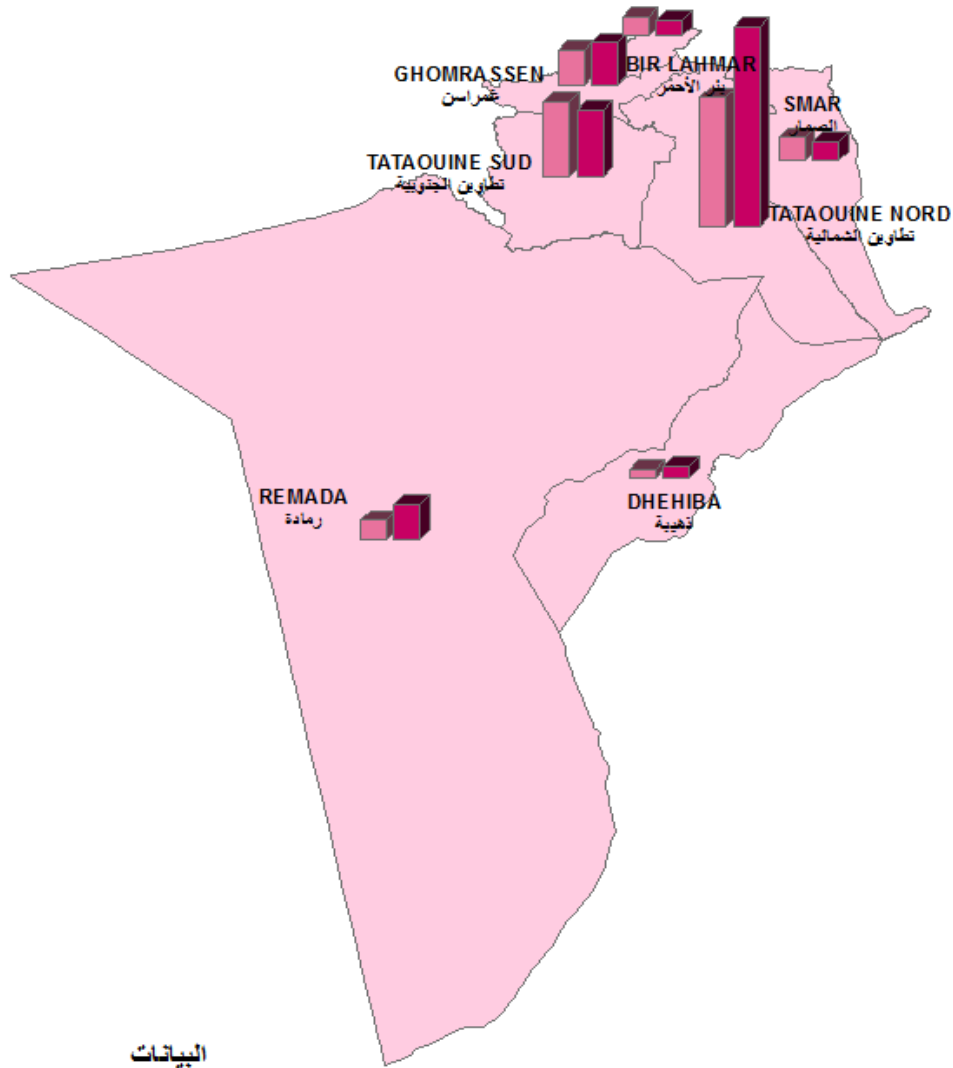 BIR LAHMAR
بئر الأحمر
GHOMRASSEN
غمراسن
SMAR
الصمار
TATAOUINE SUD
تطاوين الجنوبية
TATAOUINE NORD
تطاوين الشمالية
REMADA
رمادة
DHEHIBA
ذهيبة
البيانات